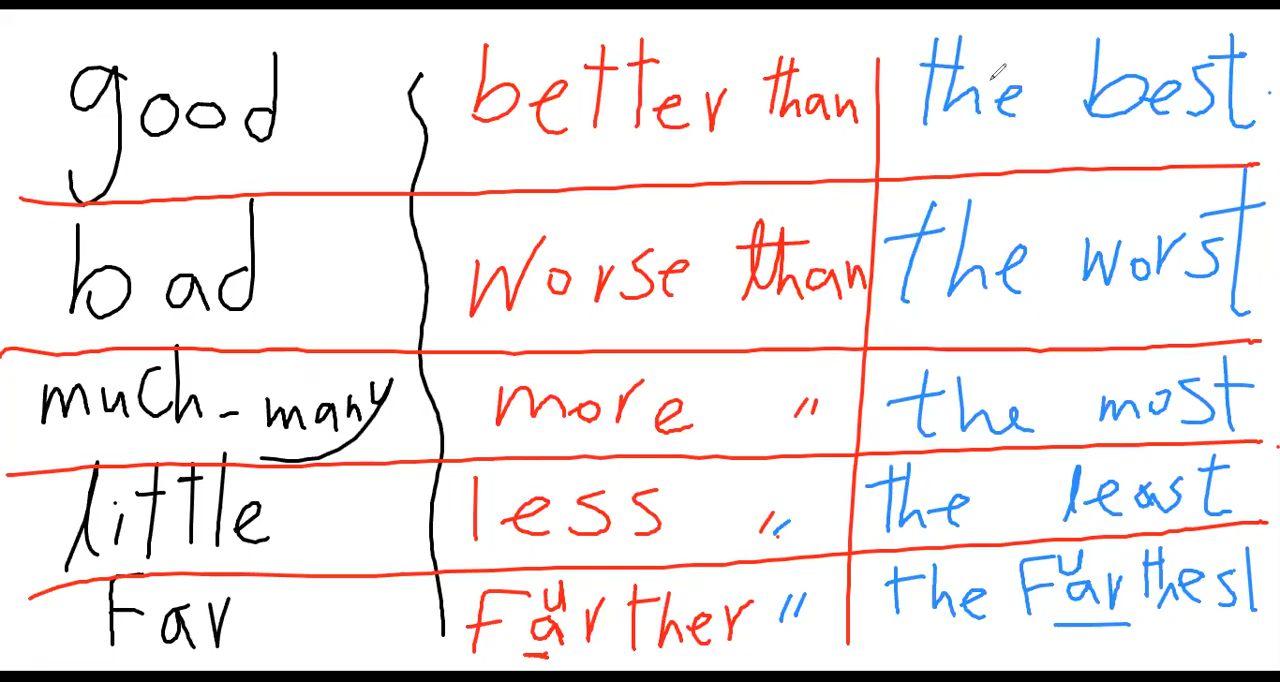 good better than the best
bad worse than the worst
much - many more " the most
little less " the least
u u
Far Farther " the Farthest